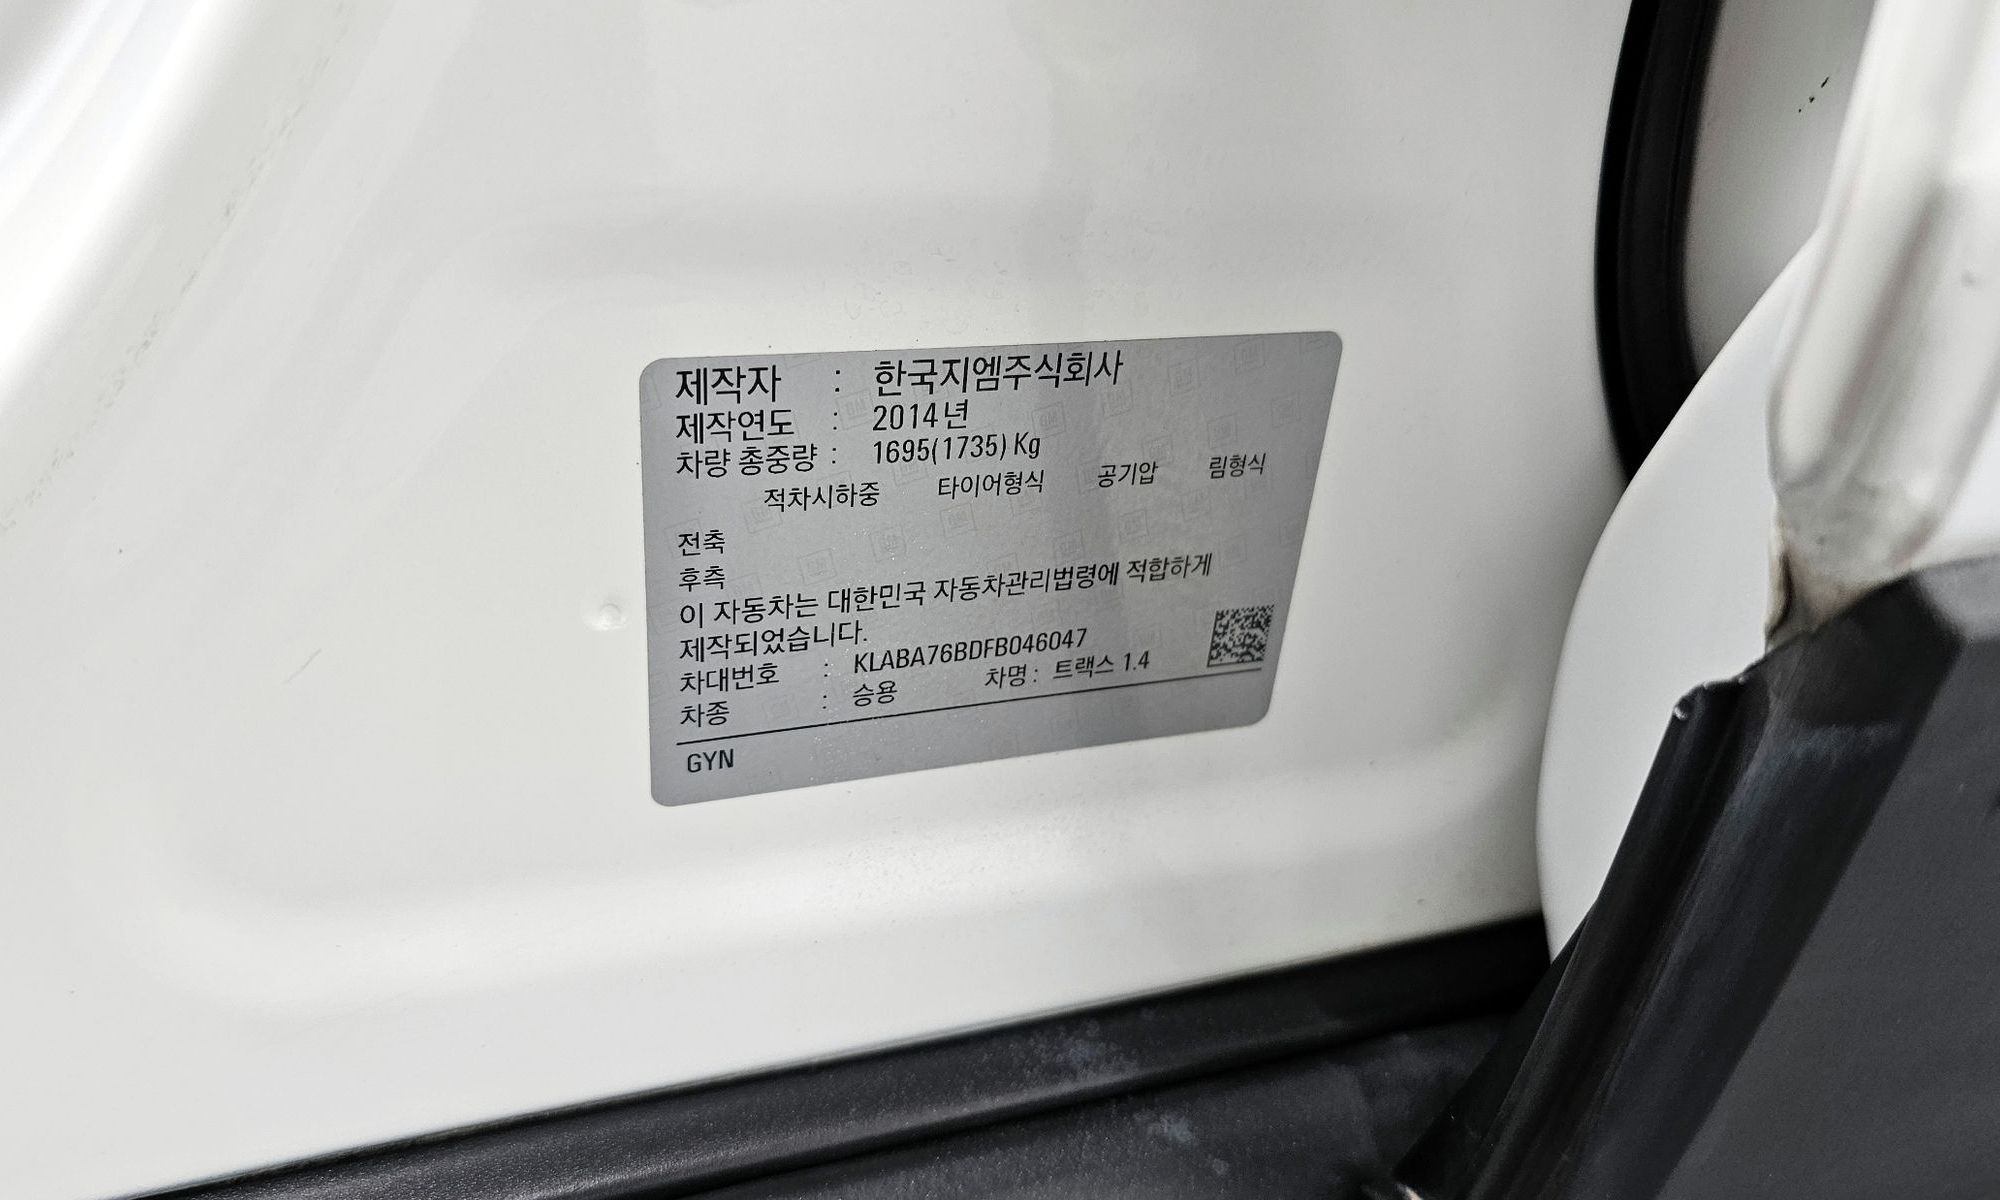 제작자 : 한국지엠주식회사
제작연도 : 2014년
차량 총중량 : 1695(1735) Kg
적차시하중 타이어형식 공기압 림형식
전축
후축
이 자동차는 대한민국 자동차관리법령에 적합하게
제작되었습니다.
차대번호 : KLABA76BDFB046047
차종 : 승용 차명 : 트랙스 1.4
GYN